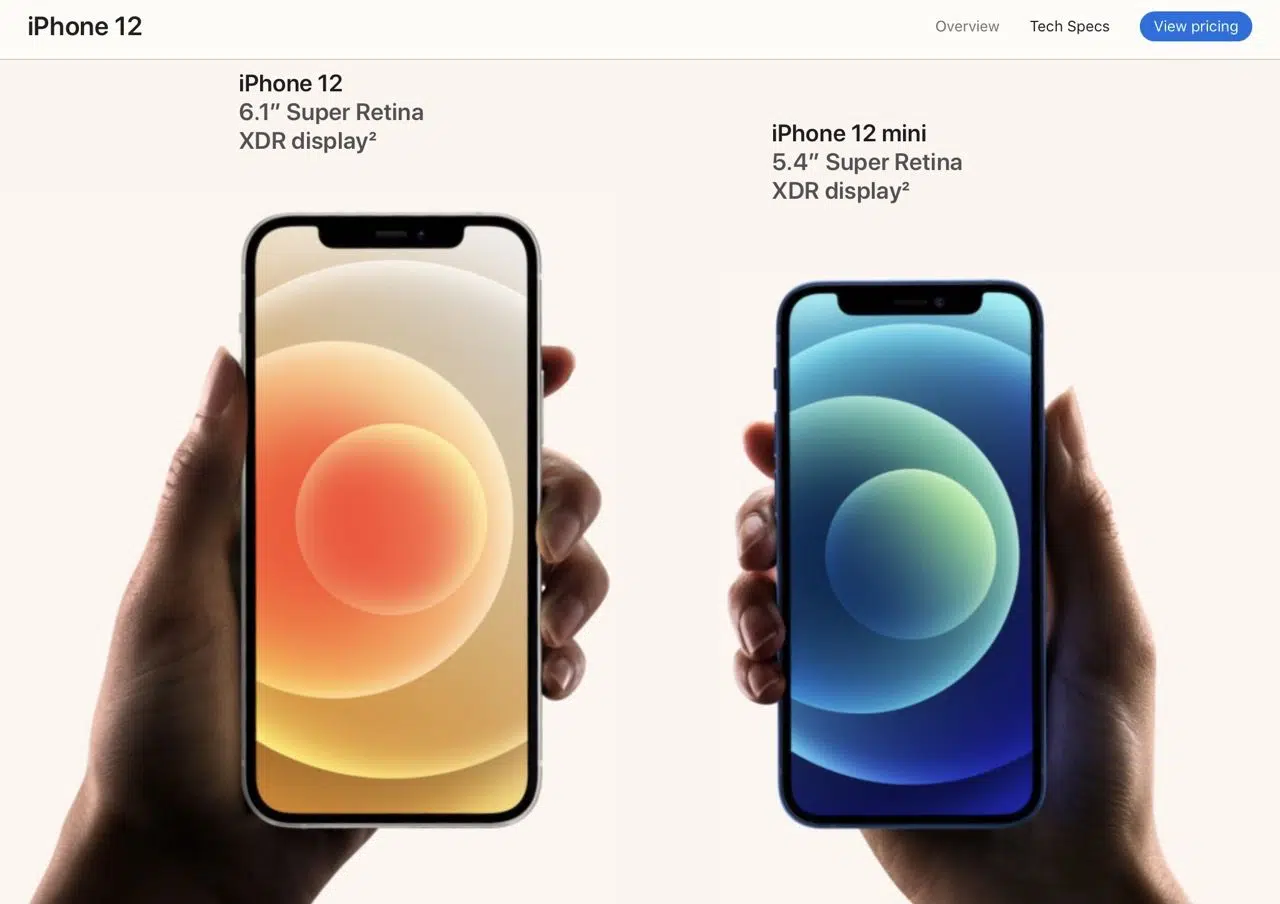 iPhone 12
Overview
Tech Specs
View pricing
iPhone 12
6.1″ Super Retina
XDR display²
iPhone 12 mini
5.4″ Super Retina
XDR display²